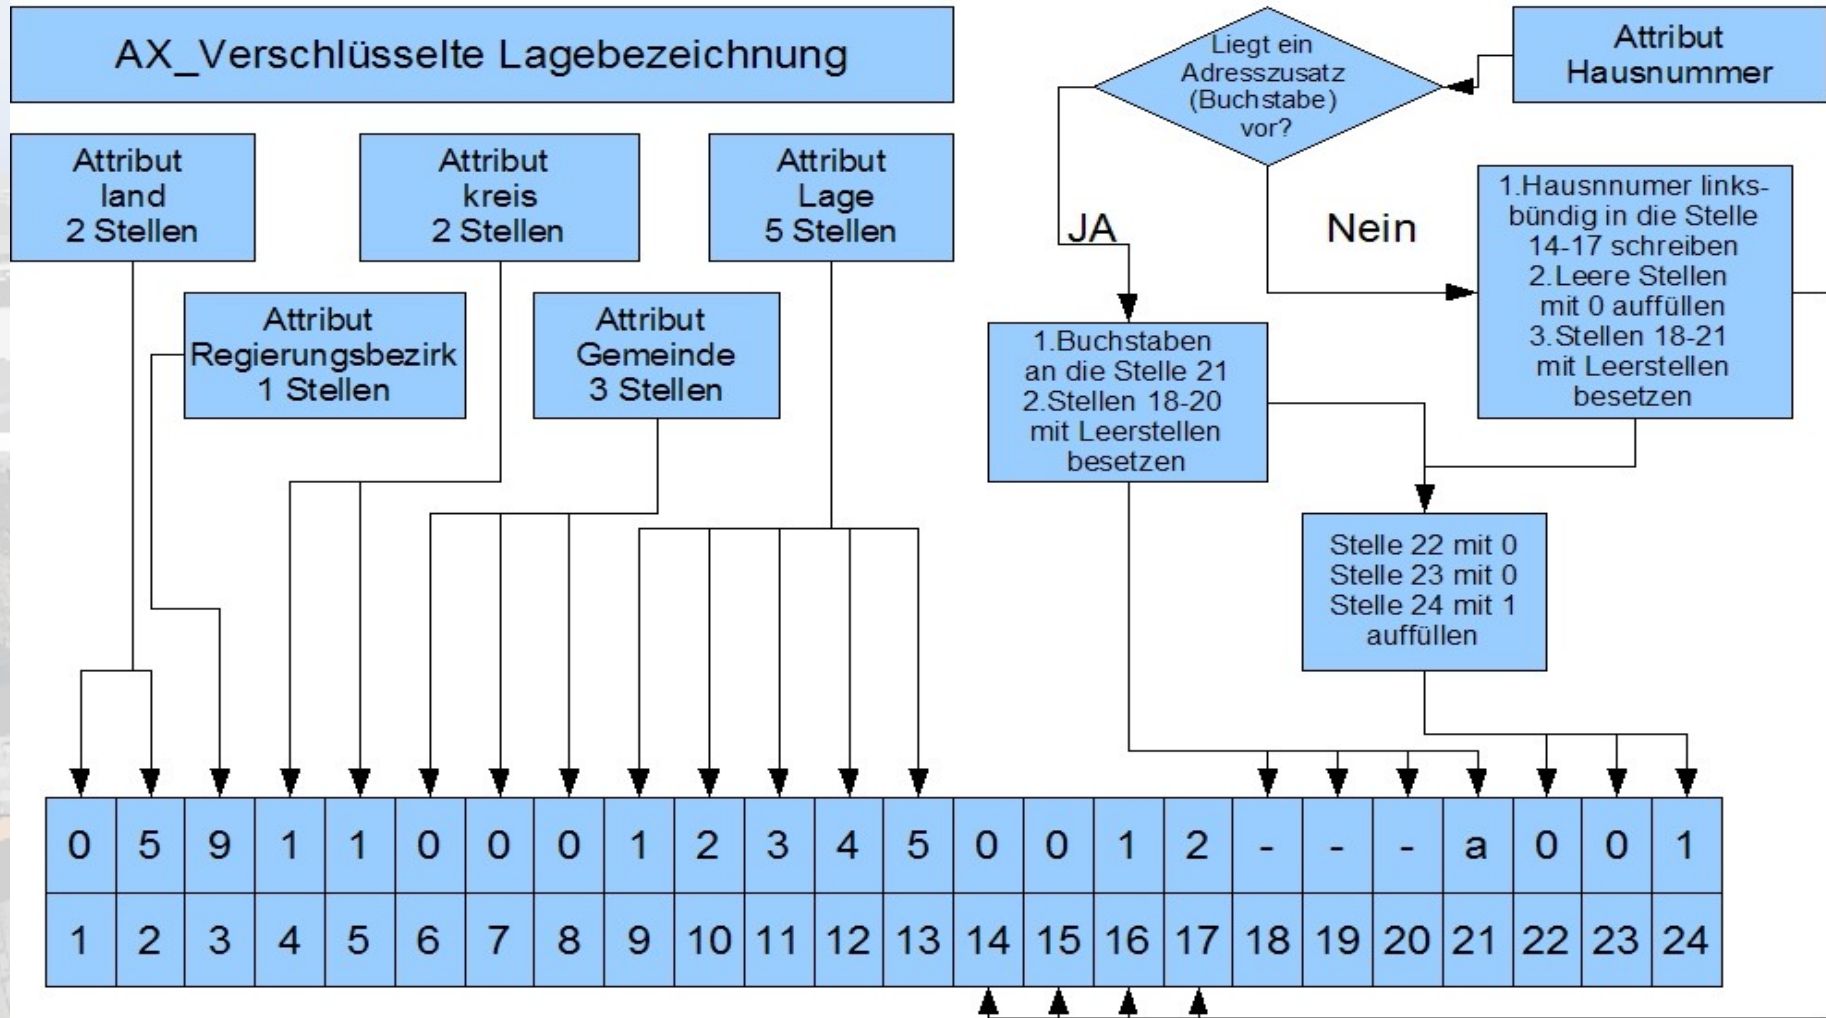 AX_Verschlüsselte Lagebezeichnung
Attribut
land
2 Stellen
Attribut
Regierungsbezirk
1 Stellen
Attribut
kreis
2 Stellen
Attribut
Gemeinde
3 Stellen
Attribut
Lage
5 Stellen
Attribut
Hausnummer
Liegt ein
Adresszusatz
(Buchstabe)
vor?
JA
Nein
1.Buchstaben
an die Stelle 21
2.Stellen 18-20
mit Leerstellen
besetzen
1.Hausnnumer links-
bündig in die Stelle
14-17 schreiben
2.Leere Stellen
mit 0 auffüllen
3.Stellen 18-21
mit Leerstellen
besetzen
Stelle 22 mit 0
Stelle 23 mit 0
Stelle 24 mit 1
auffüllen
0 5 9 1 1 0 0 0 1 2 3 4 5 0 0 1 2 - - - a 0 0 1
1 2 3 4 5 6 7 8 9 10 11 12 13 14 15 16 17 18 19 20 21 22 23 24